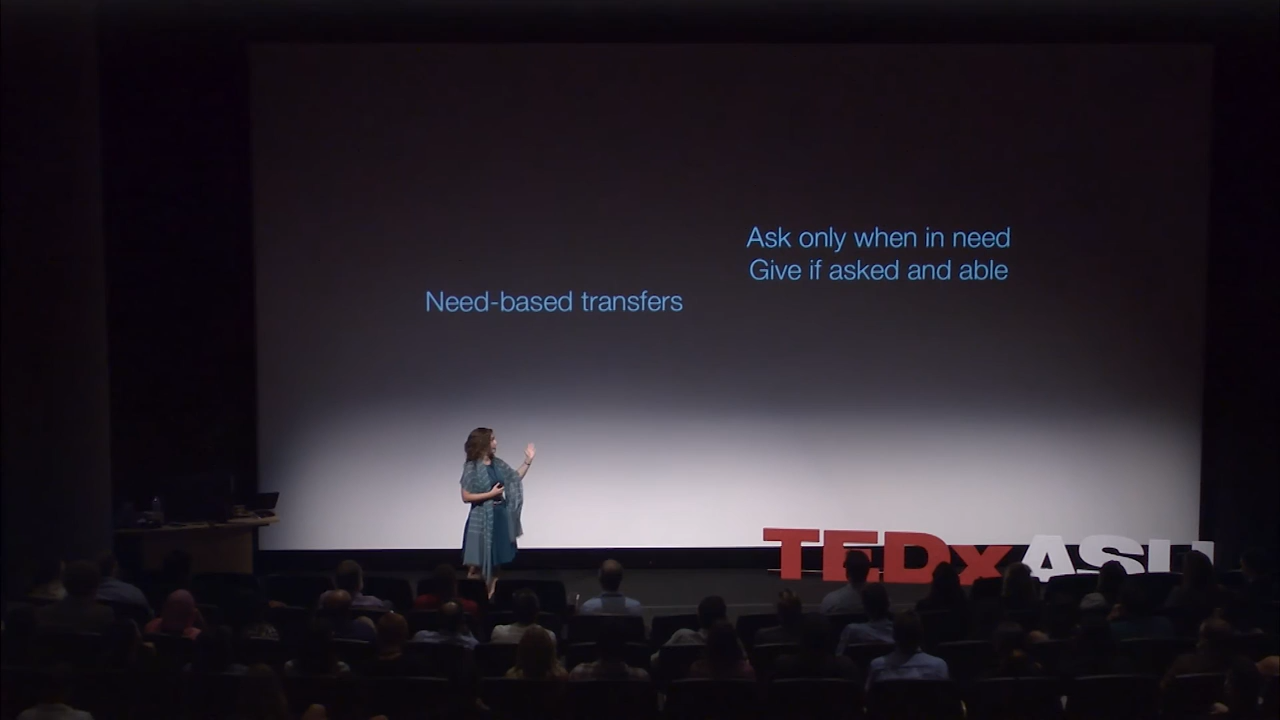 Ask only when in need
Give if asked and able
Need-based transfers
TEDxASU